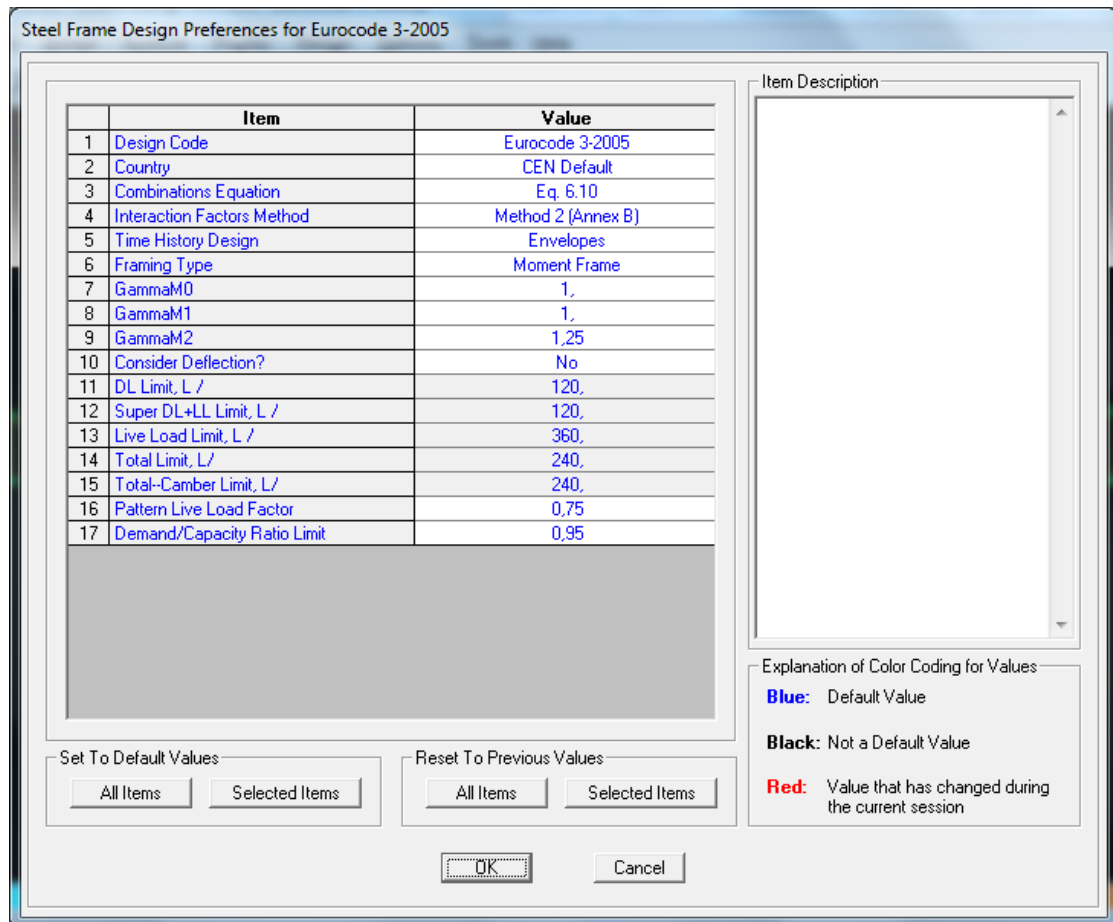 Steel Frame Design Preferences for Eurocode 3-2005
Item Value
1 Design Code Eurocode 3-2005
2 Country CEN Default
3 Combinations Equation Eq. 6.10
4 Interaction Factors Method Method 2 (Annex B)
5 Time History Design Envelopes
6 Framing Type Moment Frame
7 GammaM0 1,
8 GammaM1 1,
9 GammaM2 1,25
10 Consider Deflection? No
11 DL Limit, L / 120,
12 Super DL+LL Limit, L / 120,
13 Live Load Limit, L / 360,
14 Total Limit, L/ 240,
15 Total--Camber Limit, L/ 240,
16 Pattern Live Load Factor 0,75
17 Demand/Capacity Ratio Limit 0,95
Item Description
Explanation of Color Coding for Values
Blue: Default Value
Black: Not a Default Value
Red: Value that has changed during
the current session
Set To Default Values
All Items Selected Items
Reset To Previous Values
All Items Selected Items
OK Cancel